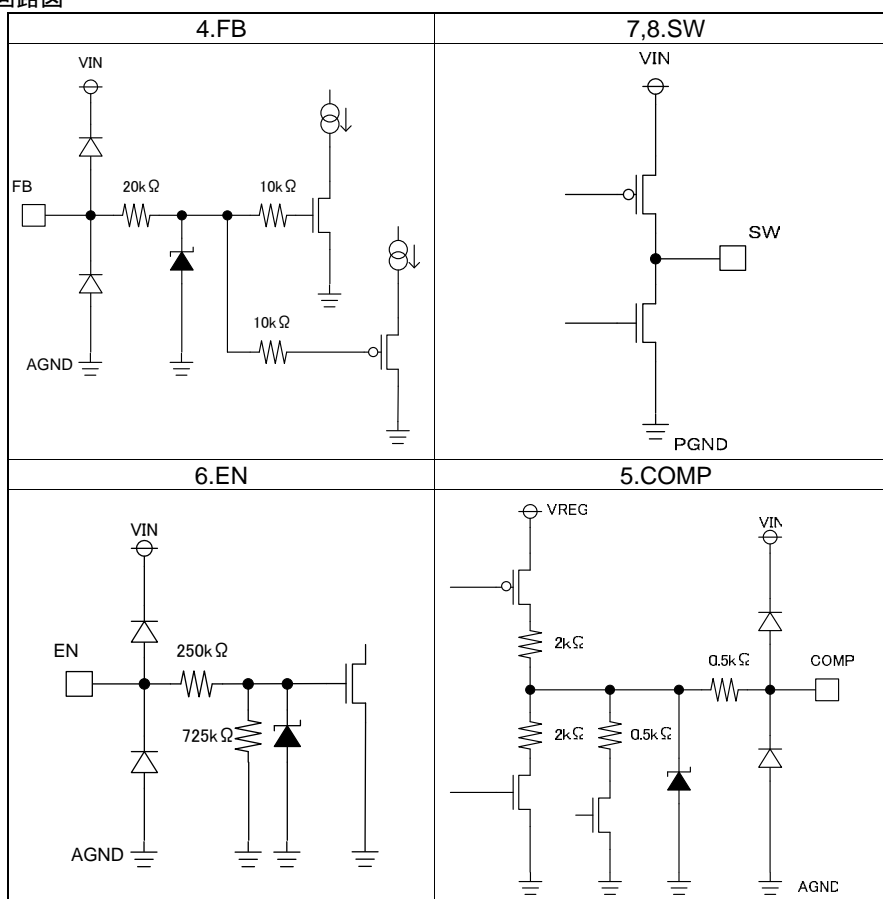 回路図
4.FB
7,8.SW
VIN
FB
20kΩ
10kΩ
10kΩ
AGND
VIN
SW
PGND
6.EN
5.COMP
VIN
EN
250kΩ
725kΩ
AGND
VREG
VIN
2kΩ
0.5kΩ
COMP
2kΩ
0.5kΩ
AGND